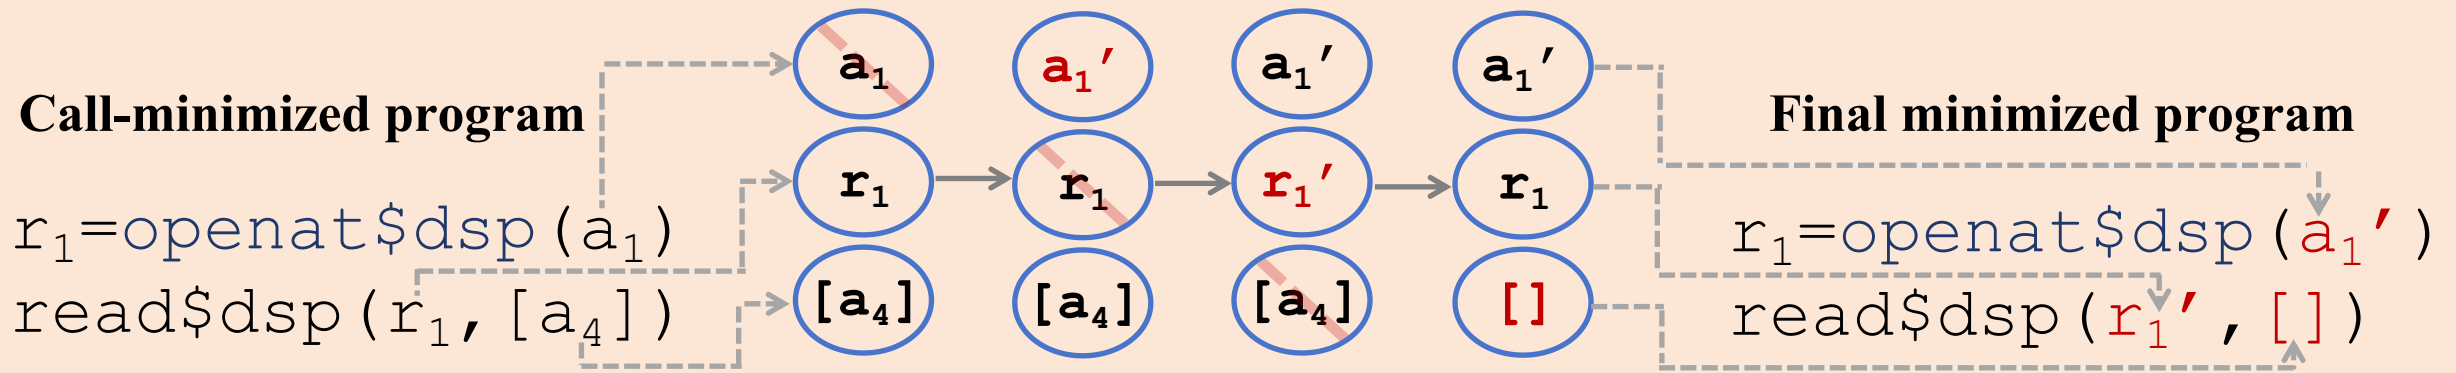 Call-minimized program
r₁=openat$dsp(a₁)
read$dsp(r₁,[a₄])
a₁ a₁′ a₁′ a₁′
r₁ r₁ r₁′ r₁
[a₄] [a₄] [a₄] []
Final minimized program
r₁=openat$dsp(a₁′)
read$dsp(r₁′,[])